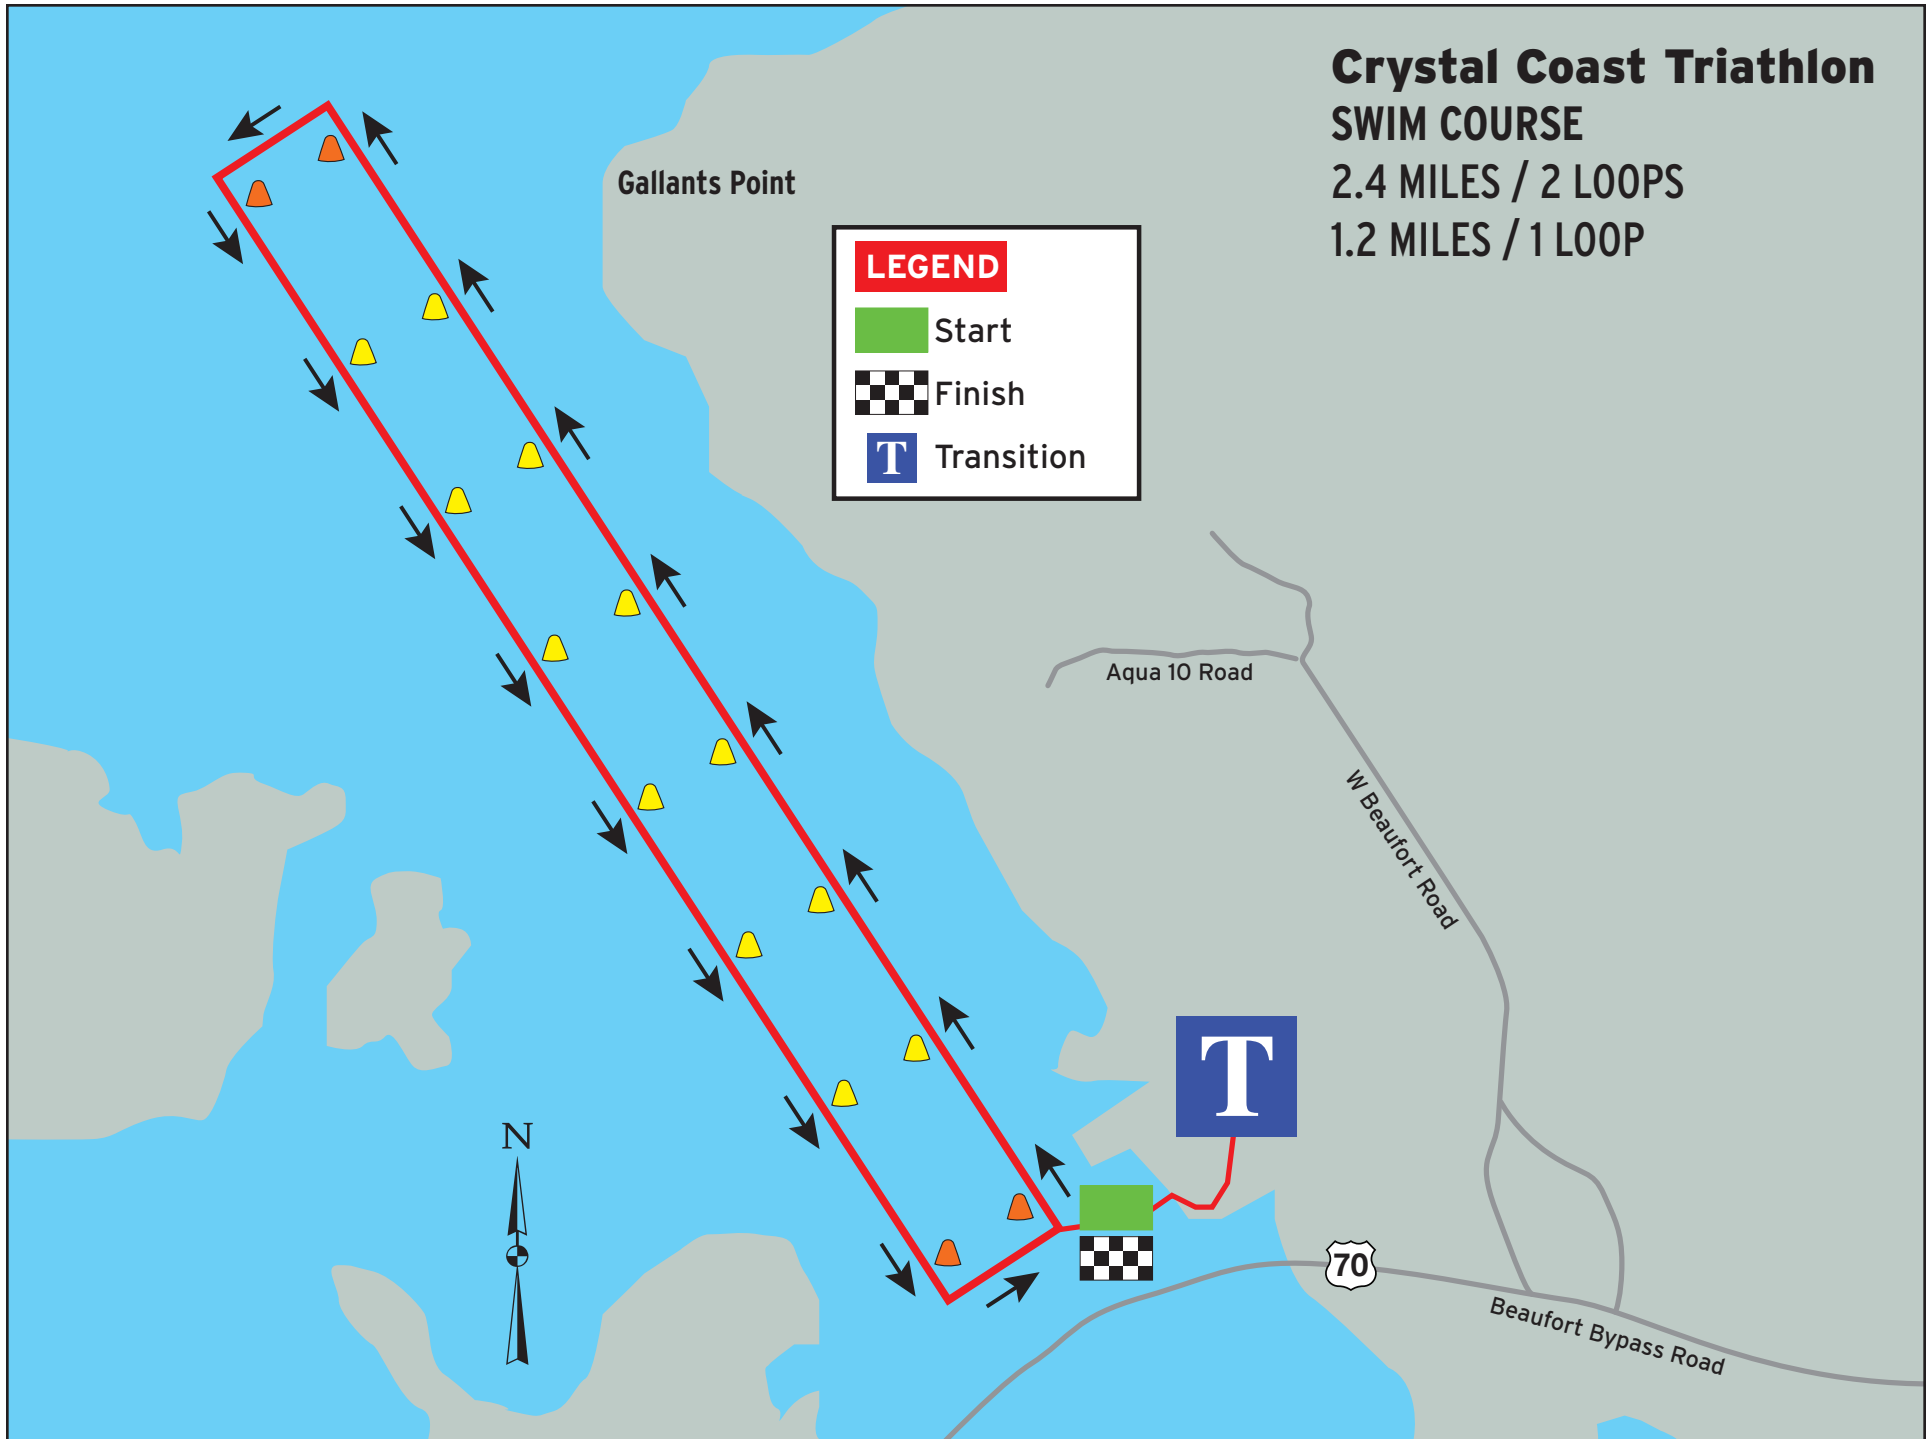 Crystal Coast Triathlon
SWIM COURSE
2.4 MILES / 2 LOOPS
1.2 MILES / 1 LOOP
Gallants Point
LEGEND
Start
Finish
T Transition
Aqua 10 Road
W Beaufort Road
T
N
70
Beaufort Bypass Road